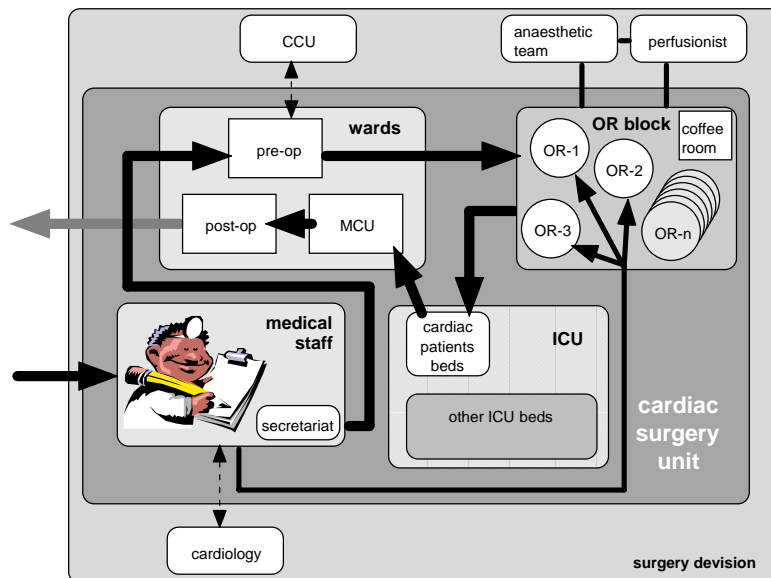 CCU
anaesthetic
team
perfusionist
wards
OR block
coffee
room
pre-op
OR-1
OR-2
post-op
MCU
OR-3
OR-n
medical
staff
cardiac
patients
beds
ICU
secretariat
other ICU beds
cardiac
surgery
unit
cardiology
surgery devision